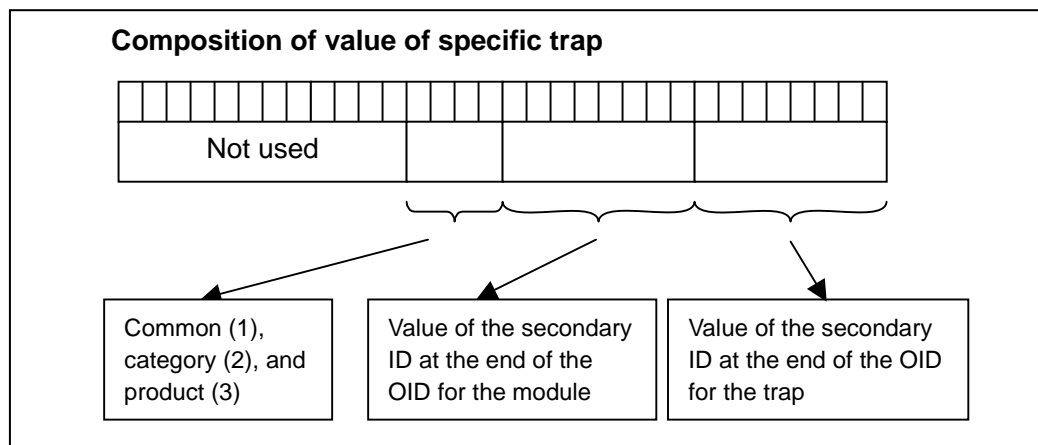 Composition of value of specific trap
Not used
Common (1),
category (2), and
product (3)
Value of the secondary
ID at the end of the
OID for the module
Value of the secondary
ID at the end of the OID
for the trap